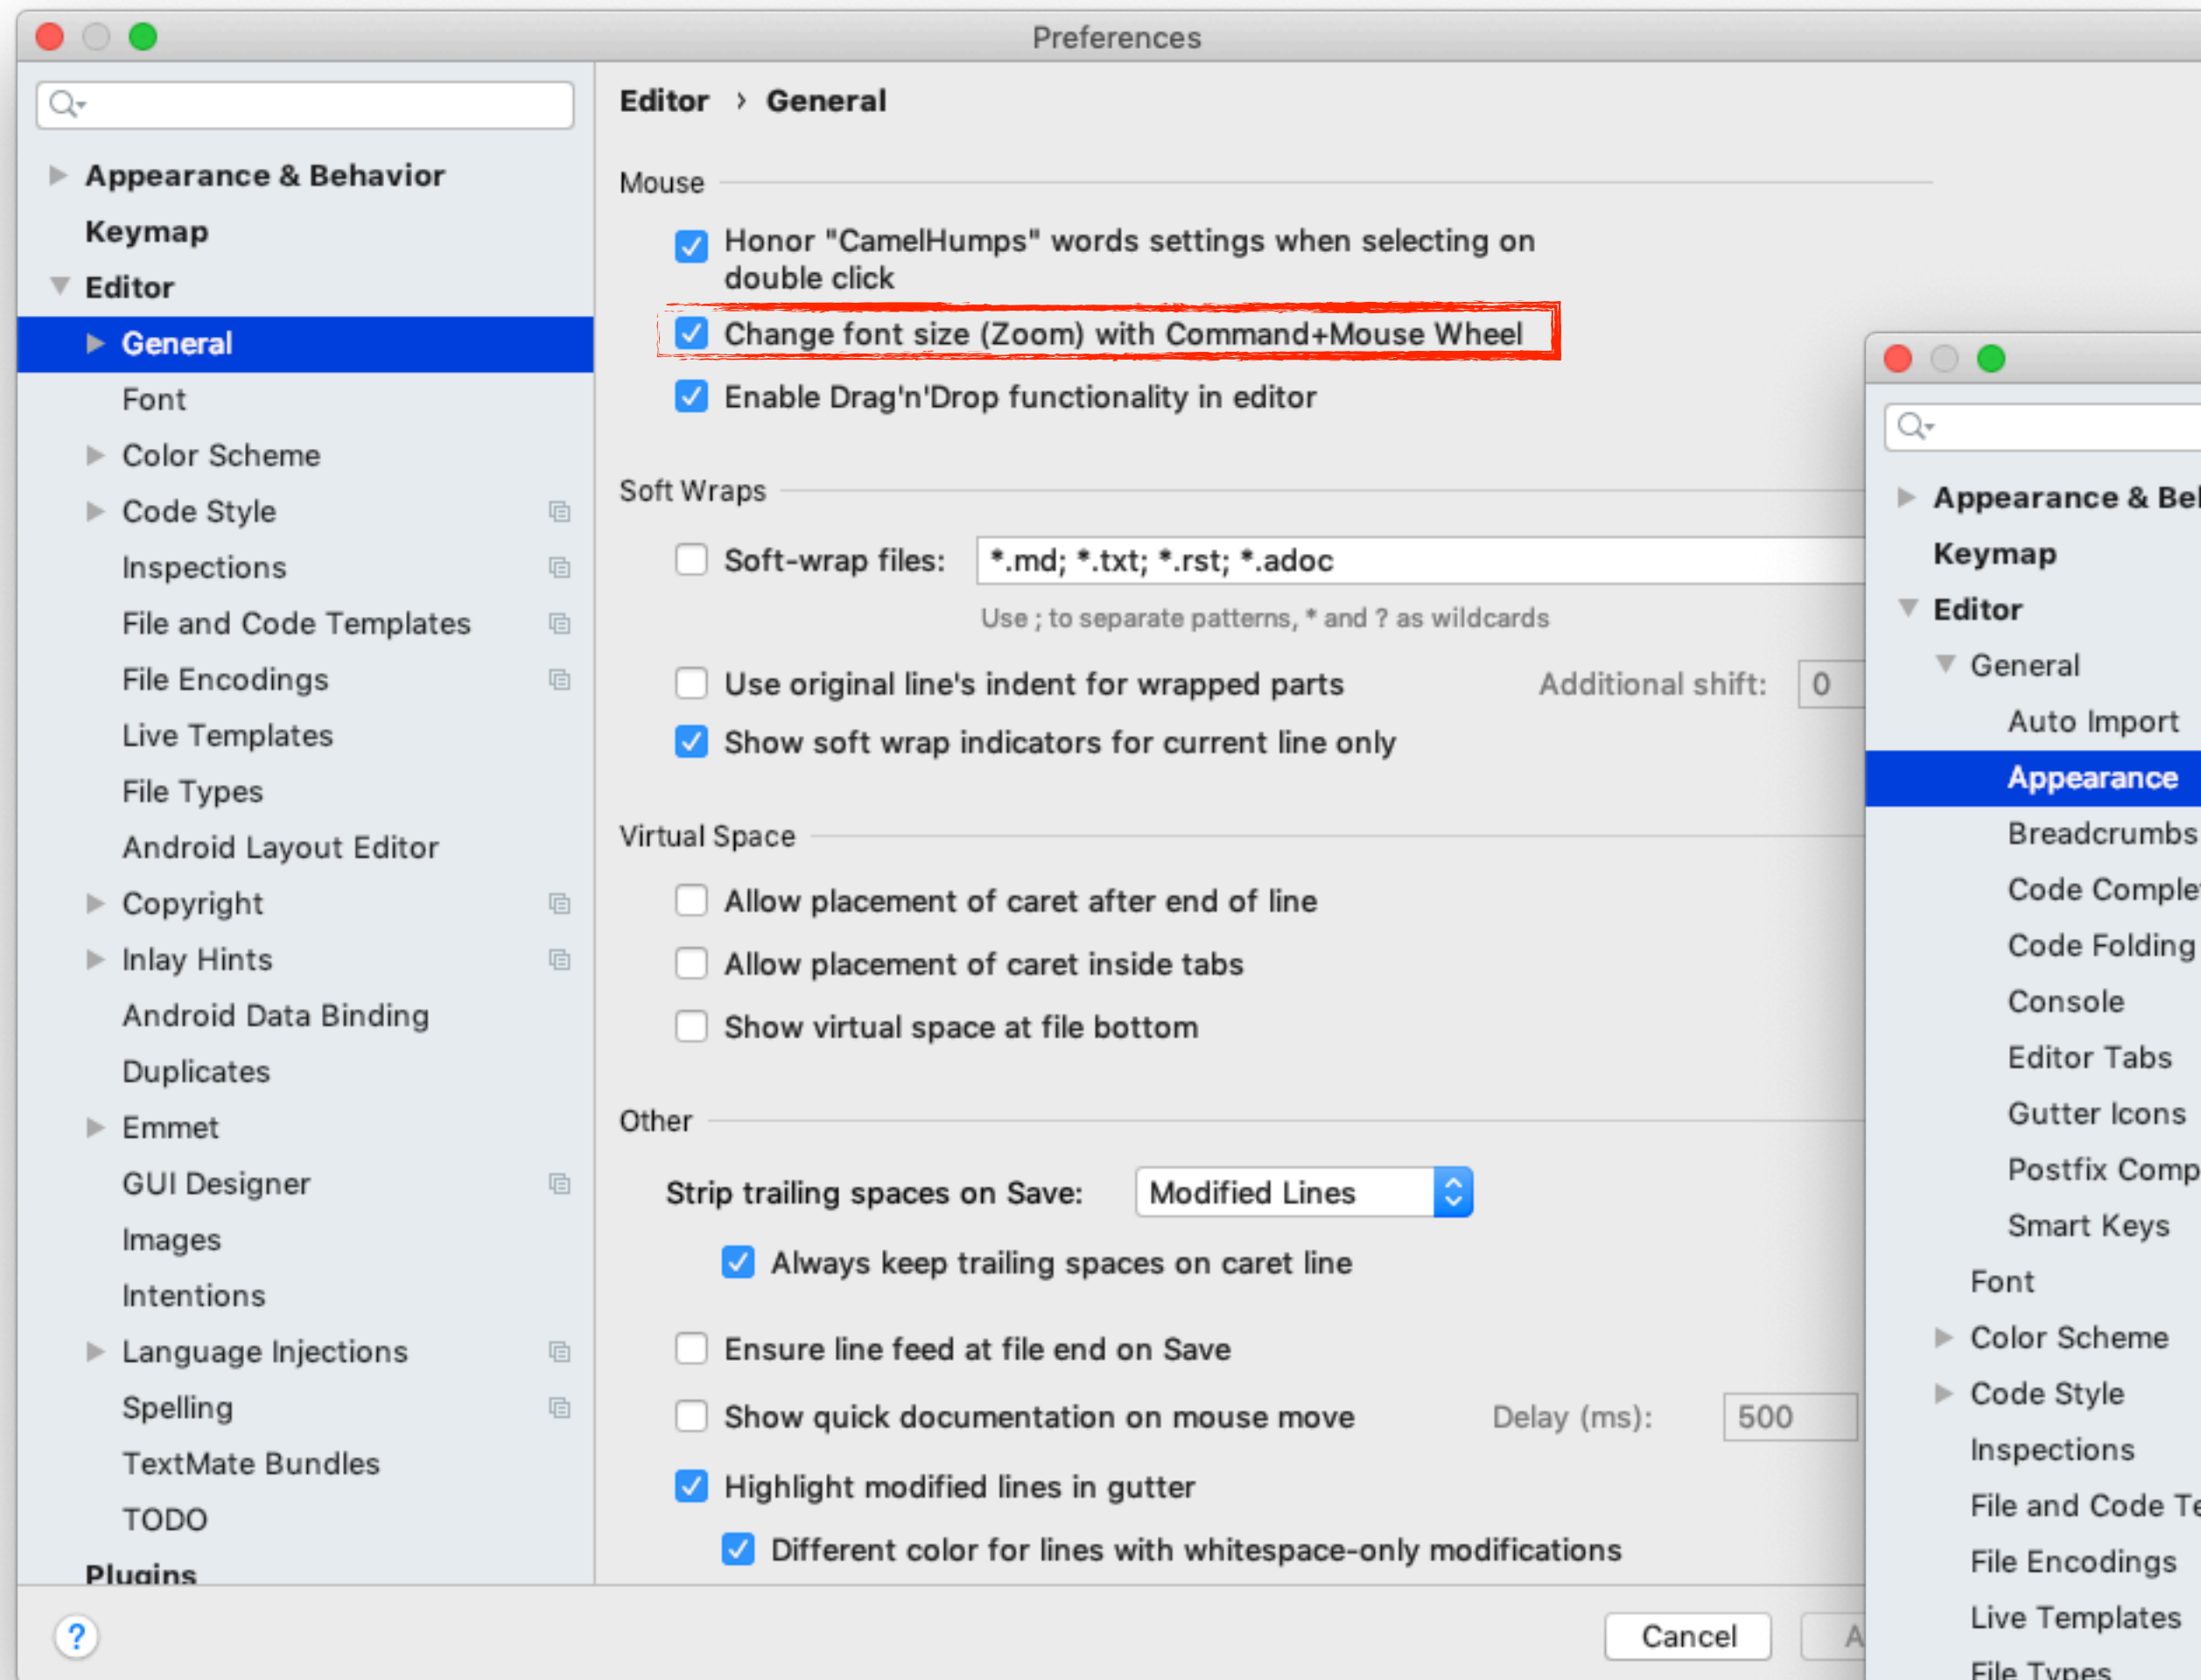 Preferences
Appearance & Behavior
Keymap
Editor
General
Font
Color Scheme
Code Style
Inspections
File and Code Templates
File Encodings
Live Templates
File Types
Android Layout Editor
Copyright
Inlay Hints
Android Data Binding
Duplicates
Emmet
GUI Designer
Images
Intentions
Language Injections
Spelling
TextMate Bundles
TODO
Plugins
?
Editor › General
Mouse
Honor "CamelHumps" words settings when selecting on
double click
Change font size (Zoom) with Command+Mouse Wheel
Enable Drag'n'Drop functionality in editor
Soft Wraps
Soft-wrap files: *.md; *.txt; *.rst; *.adoc
Use ; to separate patterns, * and ? as wildcards
Use original line's indent for wrapped parts Additional shift: 0
Show soft wrap indicators for current line only
Virtual Space
Allow placement of caret after end of line
Allow placement of caret inside tabs
Show virtual space at file bottom
Other
Strip trailing spaces on Save: Modified Lines
Always keep trailing spaces on caret line
Ensure line feed at file end on Save
Show quick documentation on mouse move Delay (ms): 500
Highlight modified lines in gutter
Different color for lines with whitespace-only modifications
Cancel
Appearance &
Keymap
Editor
General
Auto Import
Appearance
Breadcrumbs
Code
Code Folding
Console
Editor Tabs
Gutter Icons
Postfix
Smart Keys
Font
Color Scheme
Code Style
Inspections
File and Code
File Encodings
Live Templates
File Types